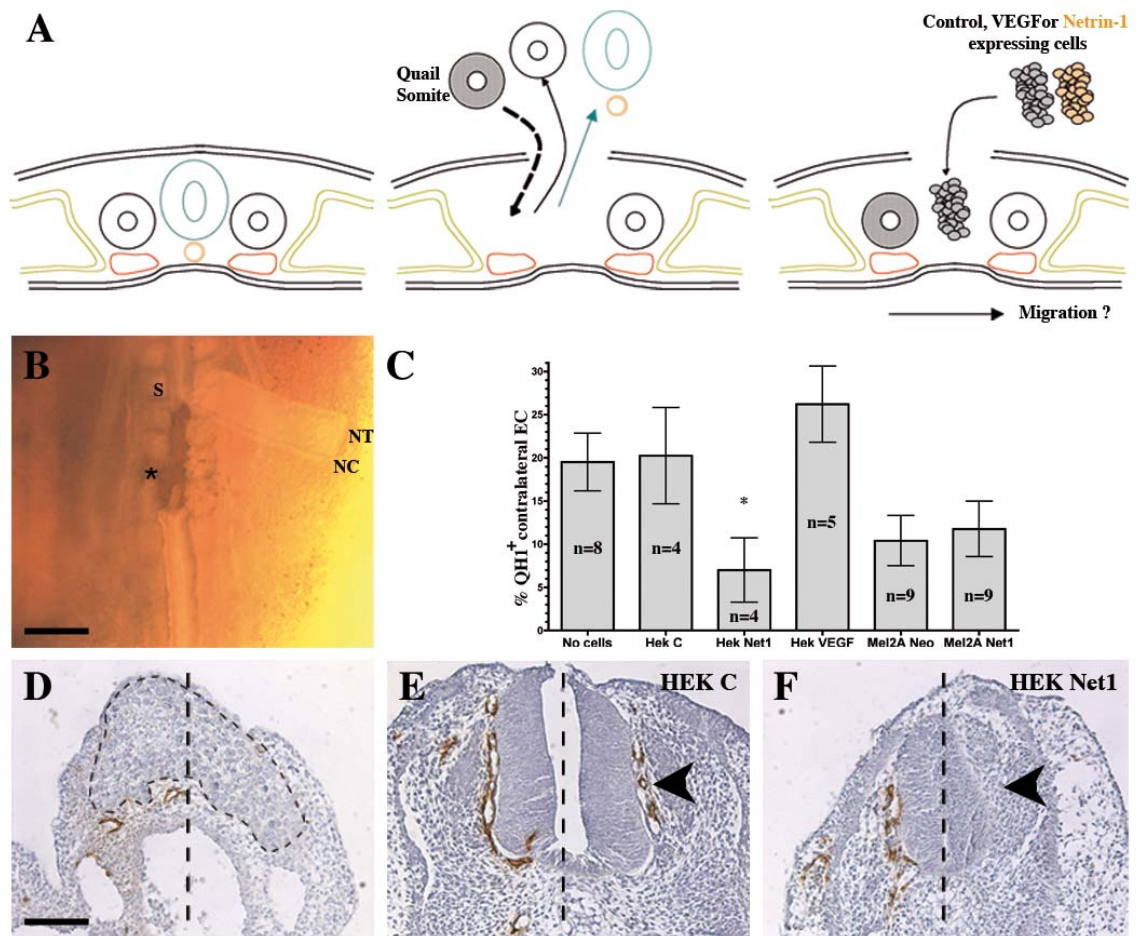 A
Quail
Somite
Control, VEGFor Netrin-1
expressing cells
Migration ?
B
S
*
NT
NC
C
% QH1+ contralateral EC
30
25
20
15
10
5
0
n=8
n=4
*
n=4
n=5
n=9
n=9
No cells
Hek C
Hek Net1
Hek VEGF
Mel2A Neo
Mel2A Net1
D
E
HEK C
F
HEK Net1